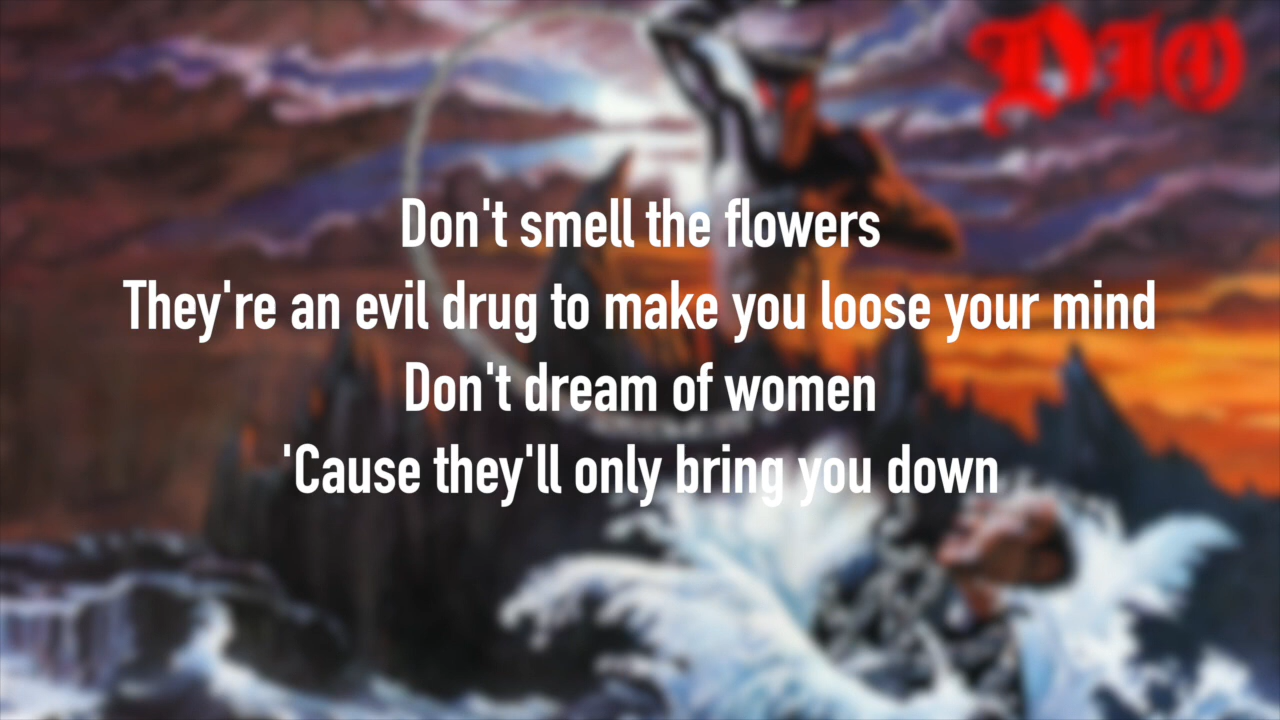 DIO
Don't smell the flowers
They're an evil drug to make you loose your mind
Don't dream of women
'Cause they'll only bring you down